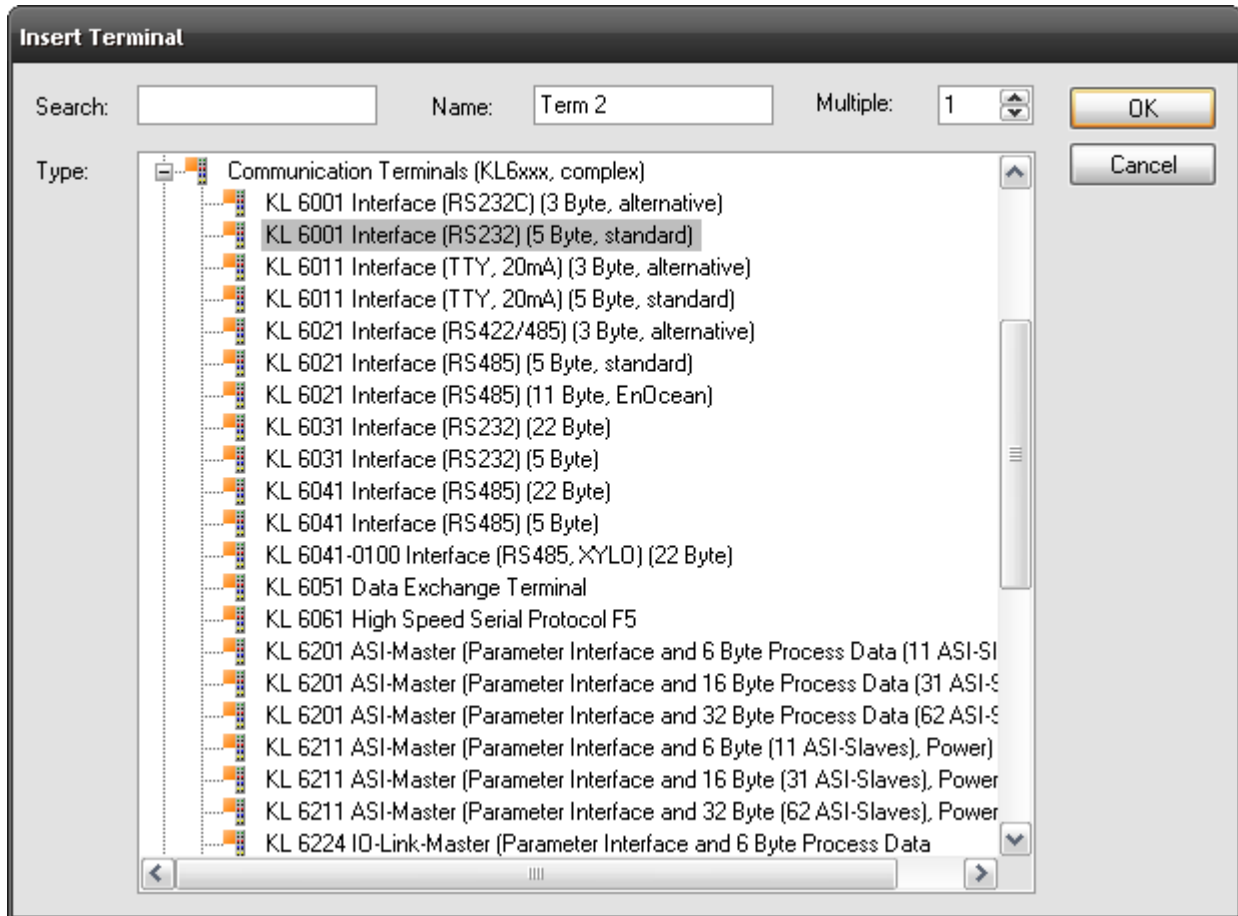 Insert Terminal
Search: Name: Term 2 Multiple: 1 OK
Type: Cancel
Communication Terminals (KL6xxx, complex)
KL 6001 Interface (RS232C) (3 Byte, alternative)
KL 6001 Interface (RS232) (5 Byte, standard)
KL 6011 Interface (TTY, 20mA) (3 Byte, alternative)
KL 6011 Interface (TTY, 20mA) (5 Byte, standard)
KL 6021 Interface (RS422/485) (3 Byte, alternative)
KL 6021 Interface (RS485) (5 Byte, standard)
KL 6021 Interface (RS485) (11 Byte, EnOcean)
KL 6031 Interface (RS232) (22 Byte)
KL 6031 Interface (RS232) (5 Byte)
KL 6041 Interface (RS485) (22 Byte)
KL 6041 Interface (RS485) (5 Byte)
KL 6041-0100 Interface (RS485, XYLO) (22 Byte)
KL 6051 Data Exchange Terminal
KL 6061 High Speed Serial Protocol F5
KL 6201 ASI-Master (Parameter Interface and 6 Byte Process Data (11 ASI-Sl
KL 6201 ASI-Master (Parameter Interface and 16 Byte Process Data (31 ASI-S
KL 6201 ASI-Master (Parameter Interface and 32 Byte Process Data (62 ASI-S
KL 6211 ASI-Master (Parameter Interface and 6 Byte (11 ASI-Slaves), Power)
KL 6211 ASI-Master (Parameter Interface and 16 Byte (31 ASI-Slaves), Power
KL 6211 ASI-Master (Parameter Interface and 32 Byte (62 ASI-Slaves), Power
KL 6224 IO-Link-Master (Parameter Interface and 6 Byte Process Data